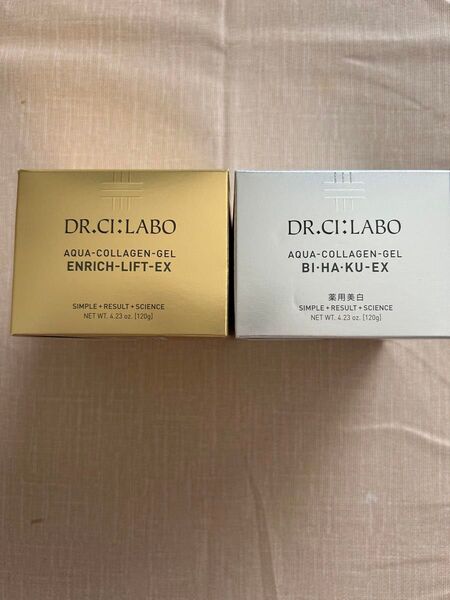 DR.CI:LABO
AQUA-COLLAGEN-GEL
ENRICH-LIFT-EX
SIMPLE + RESULT + SCIENCE
NET WT. 4.23 oz. [120g]
DR.CI:LABO
AQUA-COLLAGEN-GEL
BI·HA·KU-EX
薬用美白
SIMPLE + RESULT + SCIENCE
NET WT. 4.23 oz. [120g]